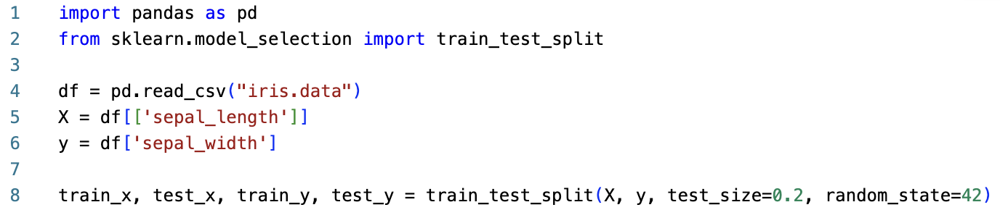 1 import pandas as pd
2 from sklearn.model_selection import train_test_split
3
4 df = pd.read_csv("iris.data")
5 X = df[['sepal_length']]
6 y = df['sepal_width']
7
8 train_x, test_x, train_y, test_y = train_test_split(X, y, test_size=0.2, random_state=42)